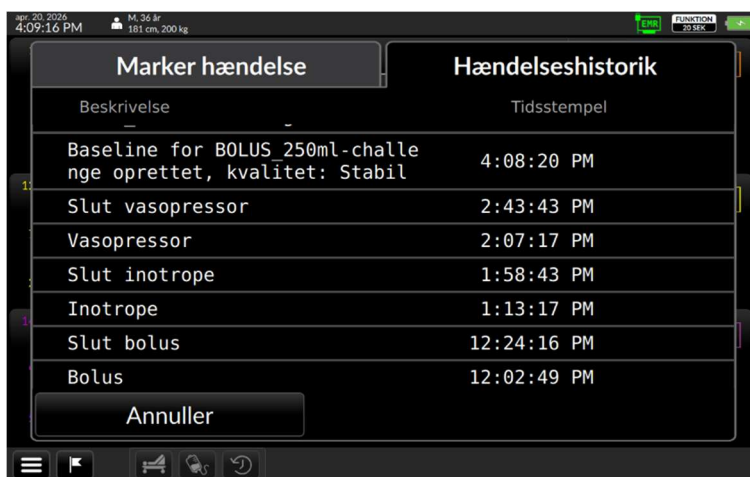 apr. 20, 2026
4:09:16 PM
M, 36 år
181 cm, 200 kg
EMR
FUNKTION
20 SEK
Marker hændelse
Hændelseshistorik
Beskrivelse
Tidsstempel
Baseline for BOLUS_250ml-challe
nge oprettet, kvalitet: Stabil
4:08:20 PM
Slut vasopressor 2:43:43 PM
Vasopressor 2:07:17 PM
Slut inotrope 1:58:43 PM
Inotrope 1:13:17 PM
Slut bolus 12:24:16 PM
Bolus 12:02:49 PM
Annuller